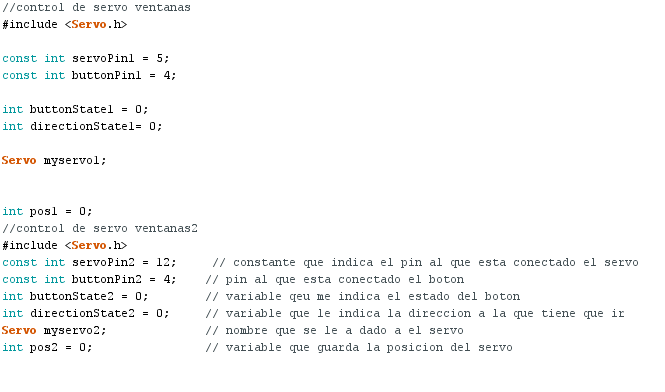 //control de servo ventanas
#include <Servo.h>
const int servoPin1 = 5;
const int buttonPin1 = 4;
int buttonState1 = 0;
int directionState1= 0;
Servo myservo1;
int pos1 = 0;
//control de servo ventanas2
#include <Servo.h>
const int servoPin2 = 12;     // constante que indica el pin al que esta conectado el servo
const int buttonPin2 = 4;    // pin al que esta conectado el boton
int buttonState2 = 0;        // variable qeu me indica el estado del boton
int directionState2 = 0;     // variable que le indica la direccion a la que tiene que ir
Servo myservo2;              // nombre que se le a dado a el servo
int pos2 = 0;                // variable que guarda la posicion del servo